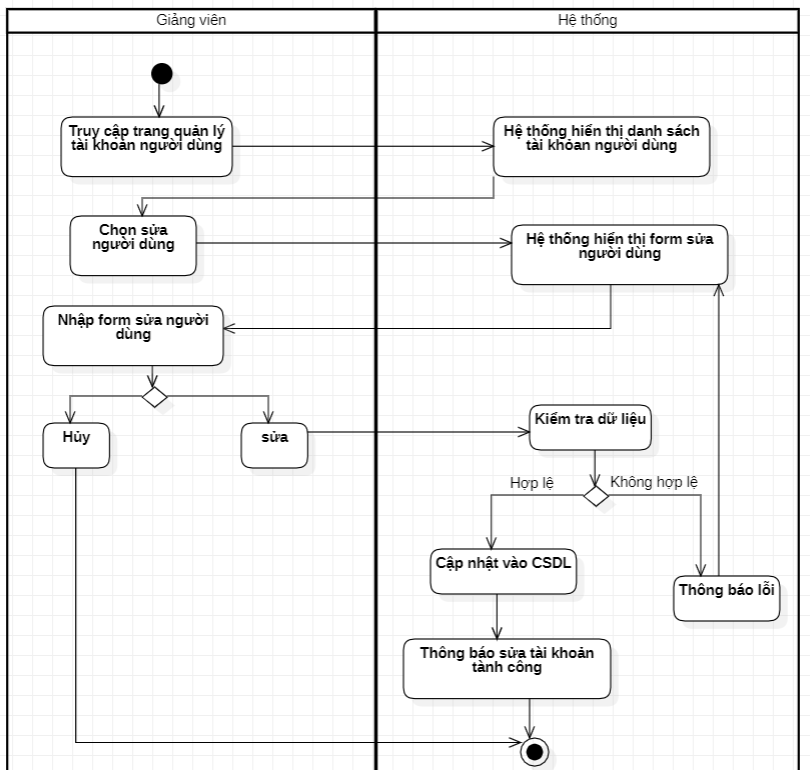 Giảng viên
Hệ thống
Truy cập trang quản lý
tài khoản người dùng
Hệ thống hiển thị danh sách
tài khỏan người dùng
Chọn sửa
người dùng
Hệ thống hiển thị form sửa
người dùng
Nhập form sửa người
dùng
Hủy
sửa
Kiểm tra dữ liệu
Hợp lệ
Không hợp lệ
Cập nhật vào CSDL
Thông báo lỗi
Thông báo sửa tài khoản
tành công